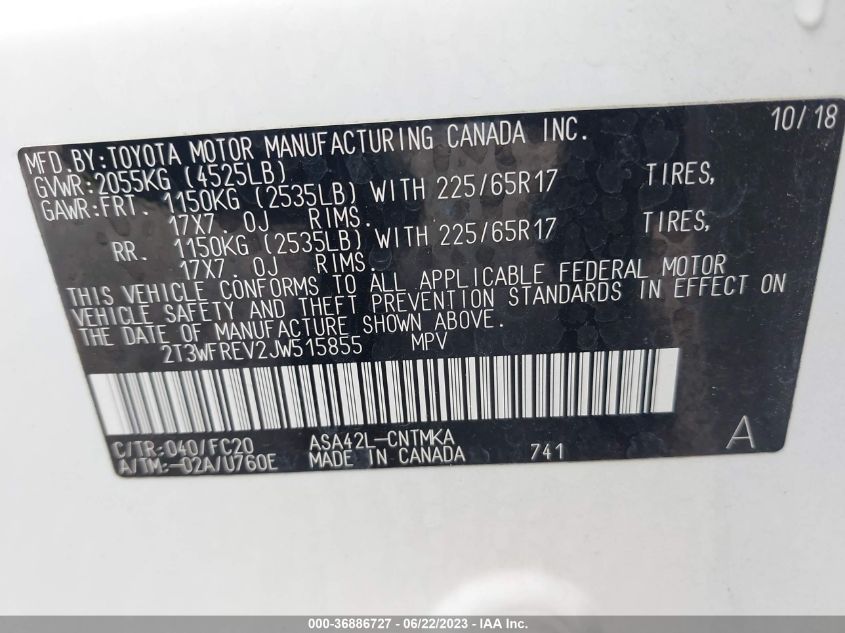 10/18
MFD.BY:TOYOTA MOTOR MANUFACTURING CANADA INC.
GVWR:2055KG (4525LB)
GAWR:FRT. 1150KG (2535LB) WITH 225/65R17 TIRES,
17X7.0J RIMS.
RR. 1150KG (2535LB) WITH 225/65R17 TIRES,
17X7.0J RIMS.
THIS VEHICLE CONFORMS TO ALL APPLICABLE FEDERAL MOTOR
VEHICLE SAFETY AND THEFT PREVENTION STANDARDS IN EFFECT ON
THE DATE OF MANUFACTURE SHOWN ABOVE.
2T3WFREV2JW515855 MPV
C/TR:040/FC20 ASA42L-CNTMKA A
A/TM:-02A/U760E MADE IN CANADA 741
000-36886727 - 06/22/2023 - IAA Inc.